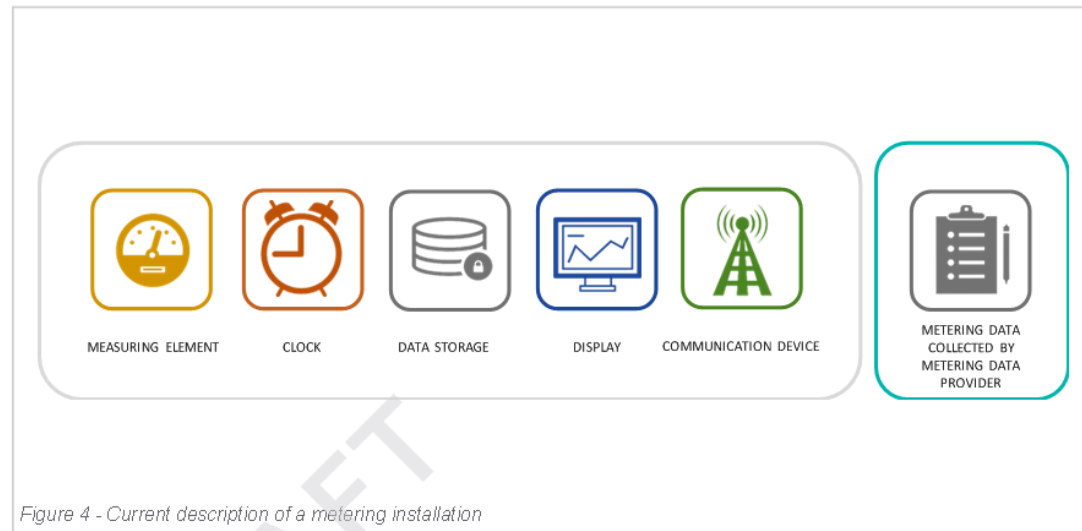 MEASURING ELEMENT
CLOCK
DATA STORAGE
DISPLAY
COMMUNICATION DEVICE
METERING DATA
COLLECTED BY
METERING DATA
PROVIDER
Figure 4 - Current description of a metering installation